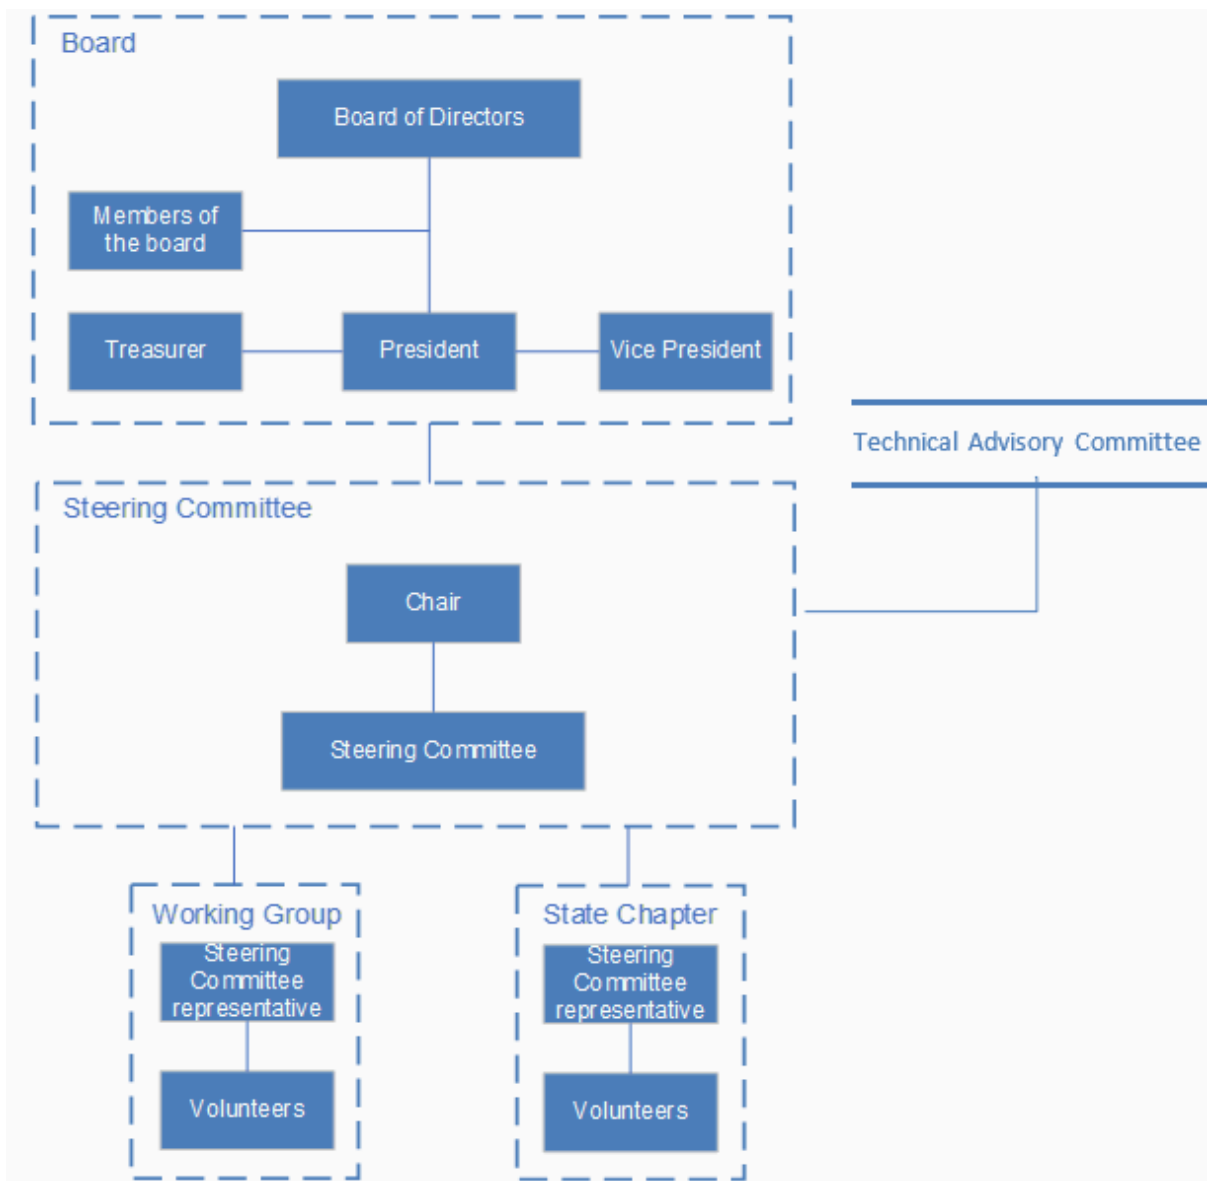 Board
Board of Directors
Members of
the board
Treasurer
President
Vice President
Technical Advisory Committee
Steering Committee
Chair
Steering Committee
Working Group
Steering
Committee
representative
Volunteers
State Chapter
Steering
Committee
representative
Volunteers